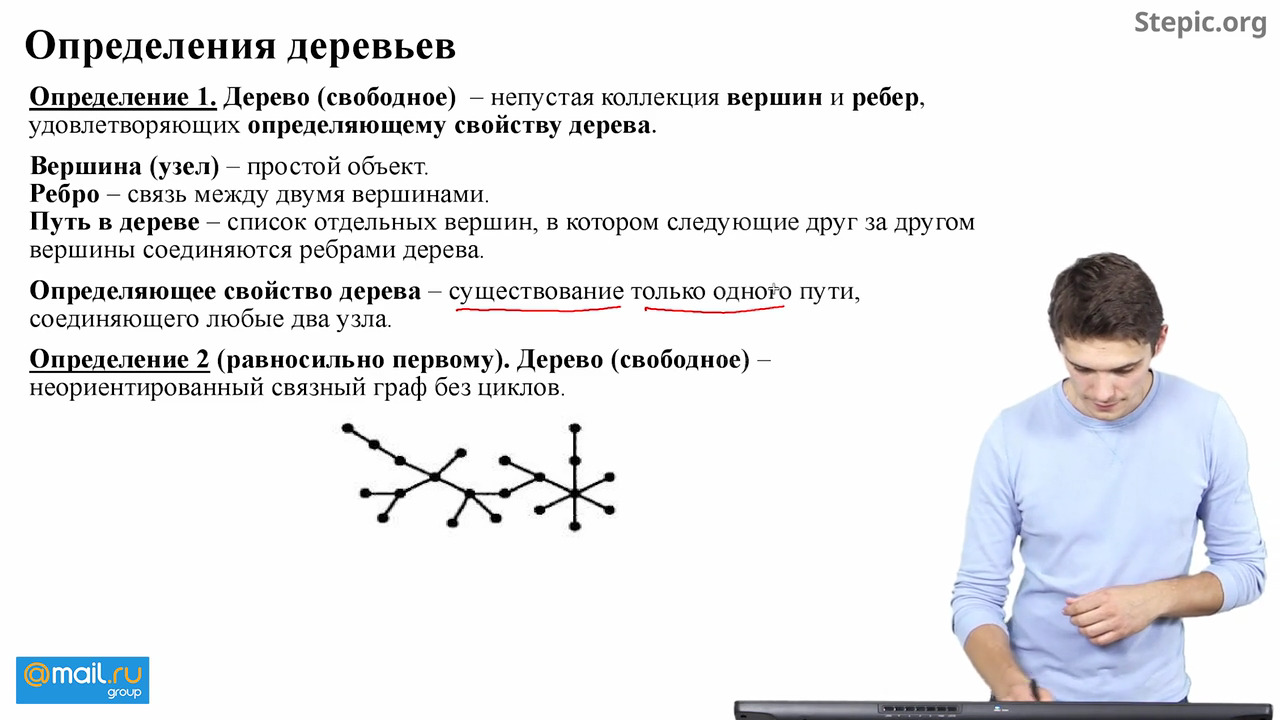 Stepic.org
Определения деревьев
Определение 1. Дерево (свободное) – непустая коллекция вершин и ребер,
удовлетворяющих определяющему свойству дерева.
Вершина (узел) – простой объект.
Ребро – связь между двумя вершинами.
Путь в дереве – список отдельных вершин, в котором следующие друг за другом
вершины соединяются ребрами дерева.
Определяющее свойство дерева – существование только одного пути,
соединяющего любые два узла.
Определение 2 (равносильно первому). Дерево (свободное) –
неориентированный связный граф без циклов.
@mail.ru
group